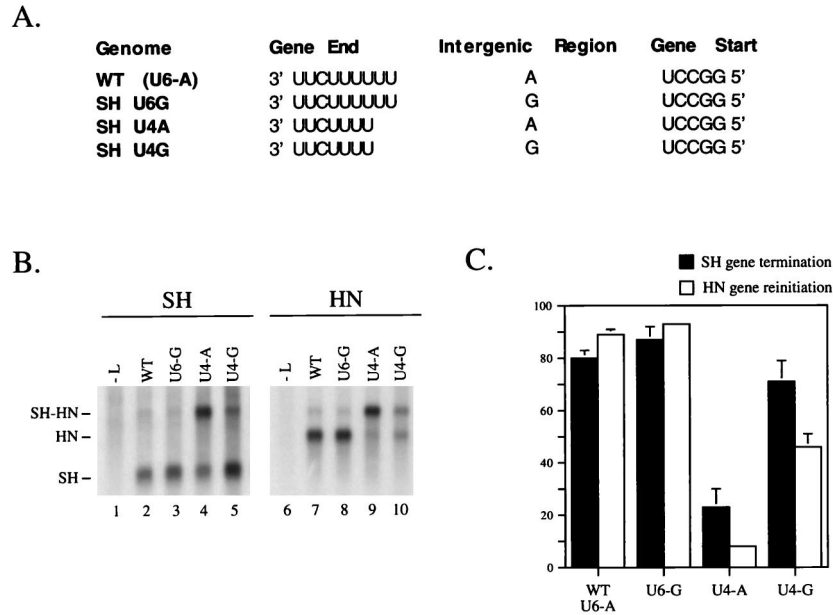 A.
Genome Gene End Intergenic Region Gene Start
WT (U6-A) 3' UUCUUUUUU A UCCGG 5'
SH U6G 3' UUCUUUUUU G UCCGG 5'
SH U4A 3' UUCUUUU A UCCGG 5'
SH U4G 3' UUCUUUU G UCCGG 5'
B.
SH HN
- L WT U6-G U4-A U4-G - L WT U6-G U4-A U4-G
SH-HN –
HN –
SH –
1 2 3 4 5 6 7 8 9 10
C.
SH gene termination
HN gene reinitiation
100
80
60
40
20
0
WT U6-G U4-A U4-G
U6-A